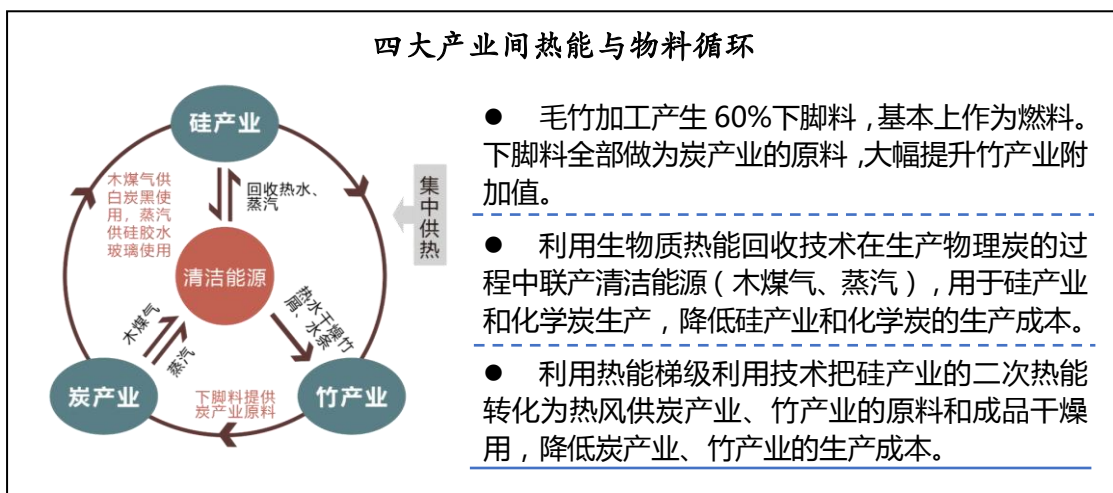 四大产业间热能与物料循环
硅产业
木煤气供
白炭黑使
用，蒸汽
供硅胶水
玻璃使用
回收热水、
蒸汽
集中供热
清洁能源
木煤气
蒸汽
热水干燥竹
屑、水条
炭产业
下脚料提供
炭产业原料
竹产业
● 毛竹加工产生 60%下脚料，基本上作为燃料。
下脚料全部做为炭产业的原料，大幅提升竹产业附
加值。
● 利用生物质热能回收技术在生产物理炭的过
程中联产清洁能源（木煤气、蒸汽），用于硅产业
和化学炭生产，降低硅产业和化学炭的生产成本。
● 利用热能梯级利用技术把硅产业的二次热能
转化为热风供炭产业、竹产业的原料和成品干燥
用，降低炭产业、竹产业的生产成本。